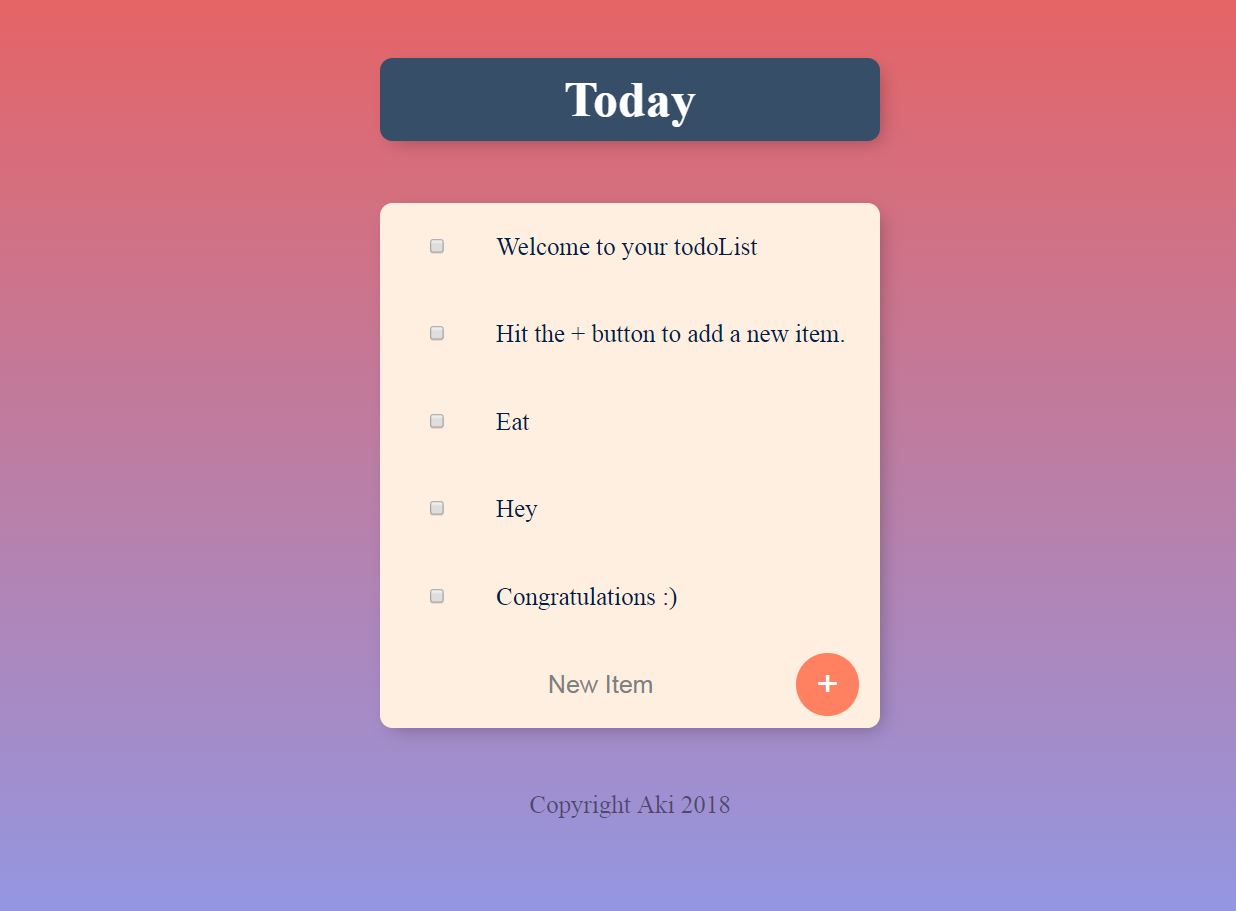 Today
Welcome to your todoList
Hit the + button to add a new item.
Eat
Hey
Congratulations :)
New Item
+
Copyright Aki 2018